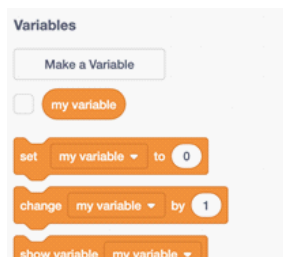 Variables
Make a Variable
my variable
set my variable to 0
change my variable by 1
show variable my variable